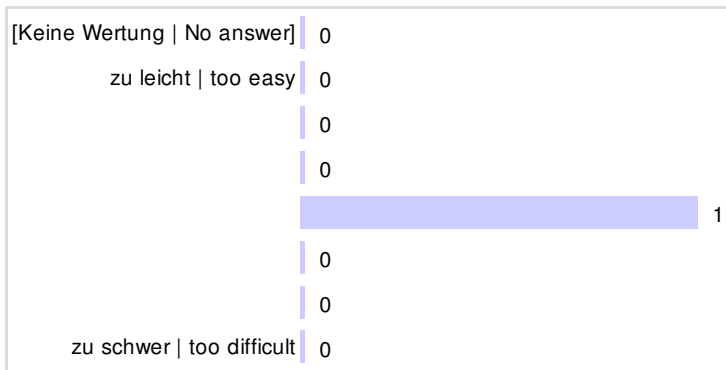 [Keine Wertung | No answer] 0
zu leicht | too easy 0
0
0
1
0
0
zu schwer | too difficult 0